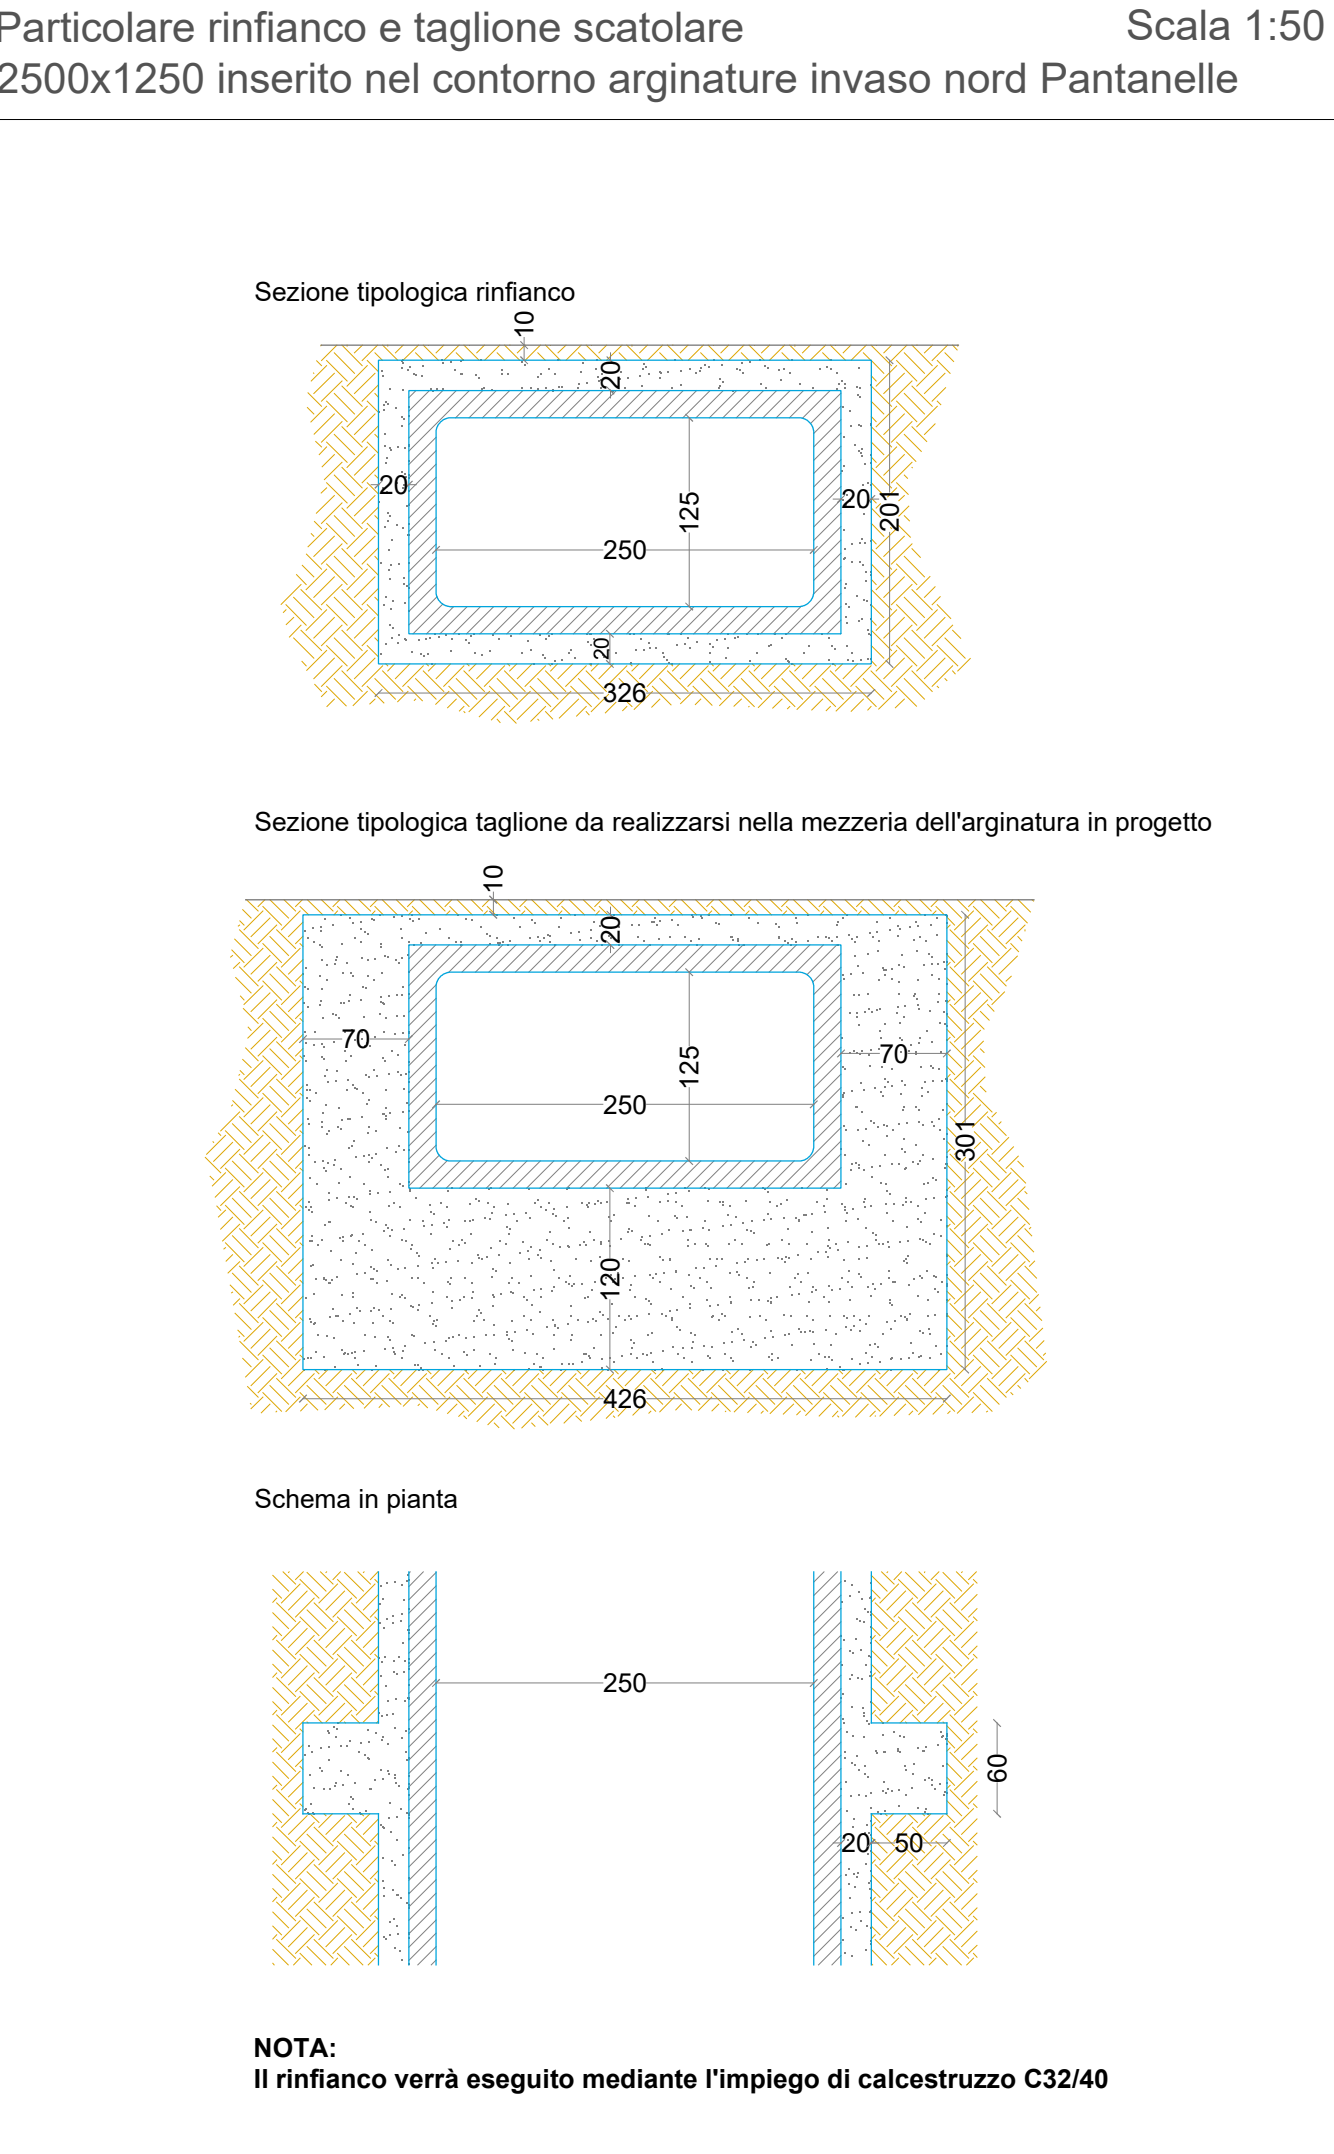 Particolare rinfianco e taglione scatolare
Scala 1:50
2500x1250 inserito nel contorno arginature invaso nord Pantanelle
Sezione tipologica rinfianco
10
20
20
125
20
201
250
20
326
Sezione tipologica taglione da realizzarsi nella mezzeria dell'arginatura in progetto
10
20
70
125
70
250
301
120
426
Schema in pianta
250
60
20
50
NOTA:
Il rinfianco verrà eseguito mediante l'impiego di calcestruzzo C32/40